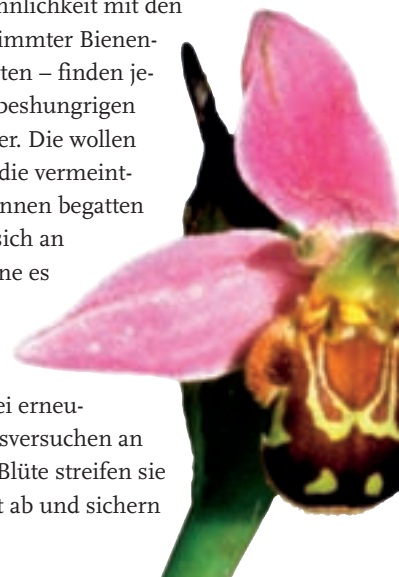 nnlichkeit mit den
immter Bienen-
ten – finden je-
beshungrigen
er. Die wollen
die vermeint-
nnen begatten
sich an
ne es
ei erneu-
sversuchen an
Blüte streifen sie
t ab und sichern